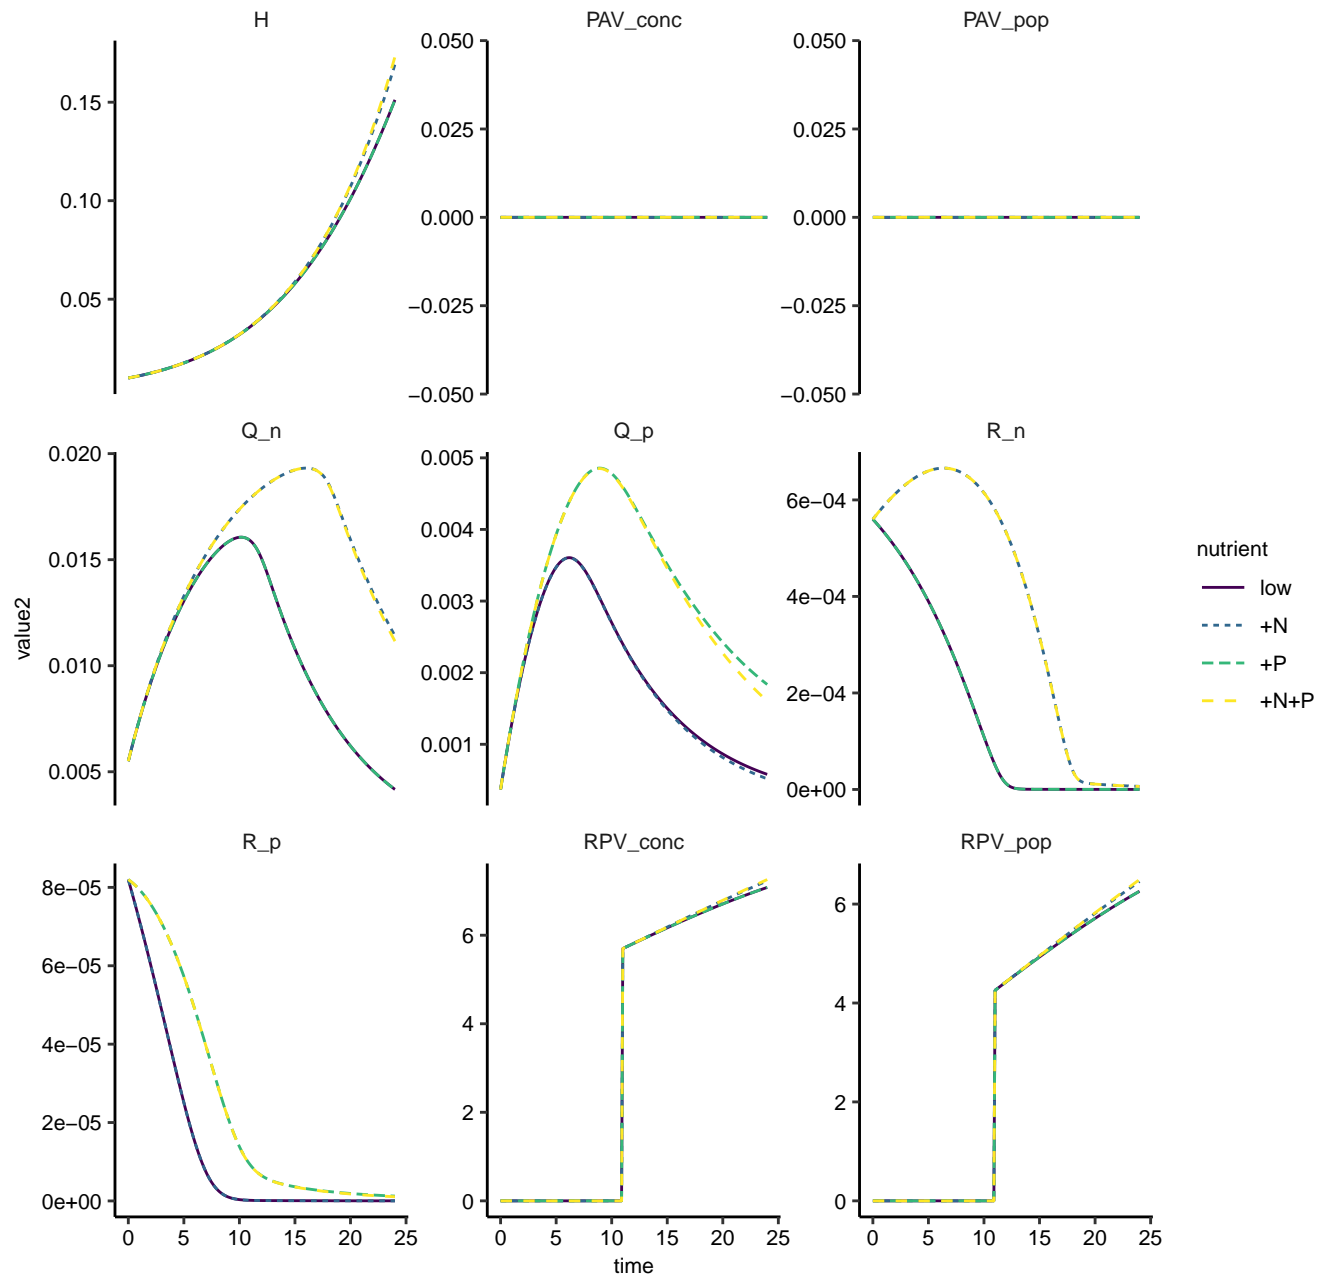 H
PAV_conc
PAV_pop
0.15
0.10
0.05
0.050
0.025
0.000
−0.025
−0.050
0.050
0.025
0.000
−0.025
−0.050
Q_n
Q_p
R_n
0.020
0.015
0.010
0.005
0.005
0.004
0.003
0.002
0.001
6e−04
4e−04
2e−04
0e+00
value2
R_p
RPV_conc
RPV_pop
8e−05
6e−05
4e−05
2e−05
0e+00
6
4
2
0
6
4
2
0
0 5 10 15 20 25
0 5 10 15 20 25
0 5 10 15 20 25
time
nutrient
low
+N
+P
+N+P